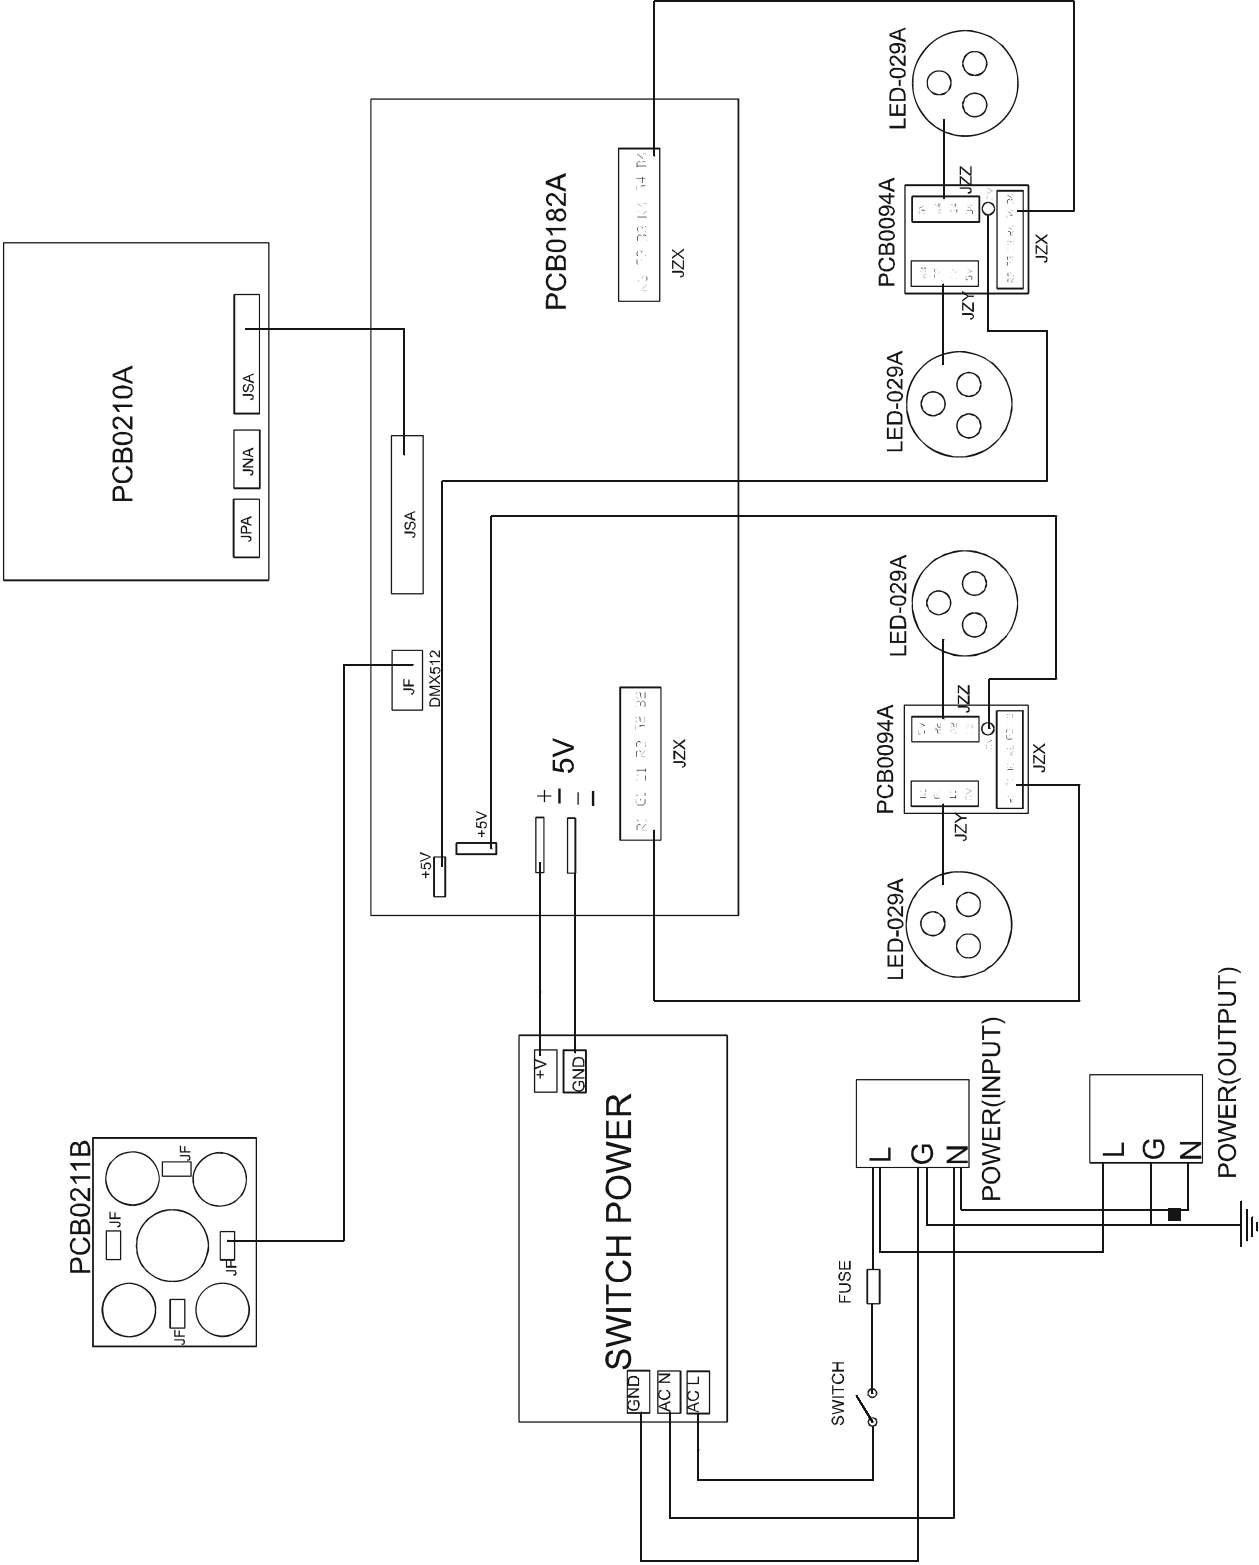 LED-029A
PCB0094A
JZZ
JZX
JZY
5V
LED-029A
PCB0182A
JZX
PCB0210A
JSA
JNA
JPA
JSA
JF
DMX512
+5V
+5V
+
5V
-
JZX
LED-029A
PCB0094A
JZZ
JZX
JZY
LED-029A
PCB0211B
JF
JF
JF
JF
SWITCH POWER
+V
GND
GND
AC N
AC L
SWITCH
FUSE
POWER(INPUT)
L
G
N
POWER(OUTPUT)
L
G
N